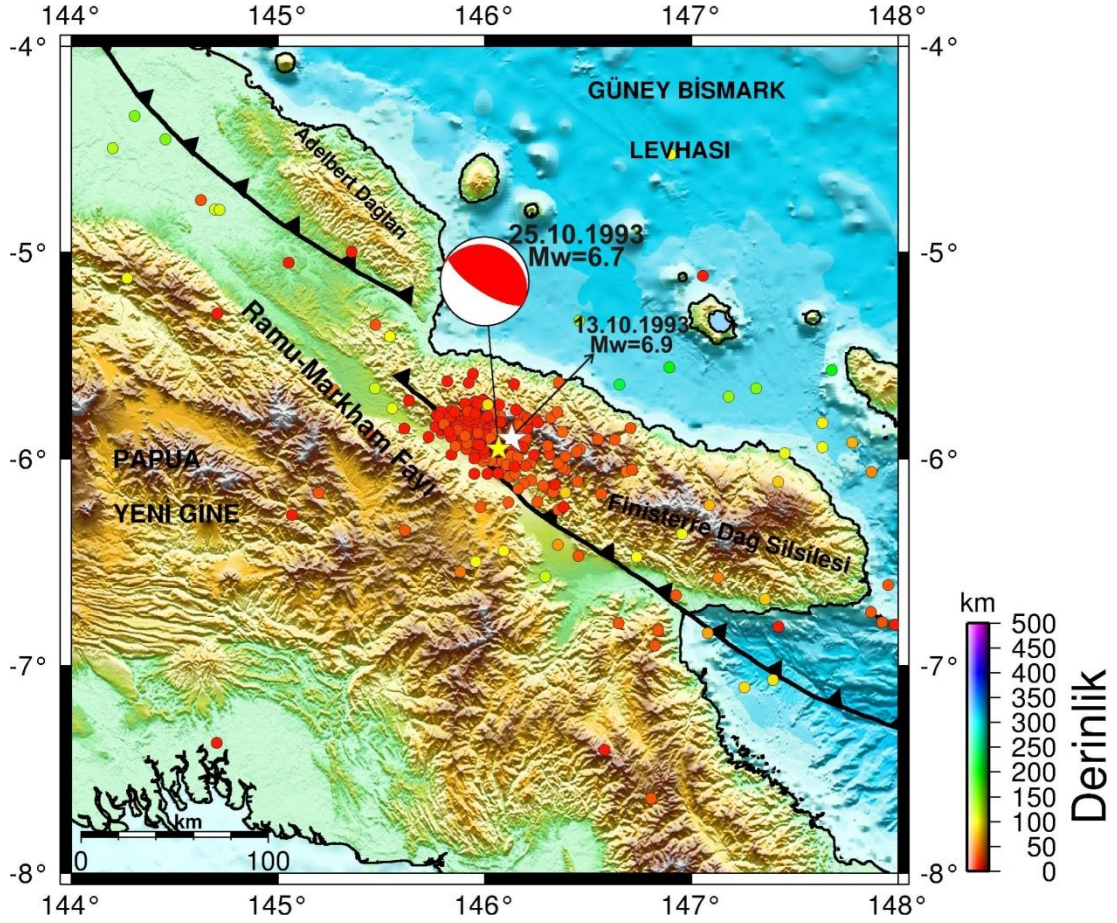 144° 145° 146° 147° 148°
-4° -4°
GÜNEY BİSMARK
LEVHASI
Adelbert Dağları
25.10.1993
Mw=6.7
-5° -5°
13.10.1993
Mw=6.9
Ramu-Markham Fayı
-6° -6°
PAPUA
YENİ GİNE
Finisterre Dağ Silsilesi
-7° -7°
km
0 100
-8° -8°
144° 145° 146° 147° 148°
km
500
450
400
350
300
250
200
150
100
50
0
Derinlik